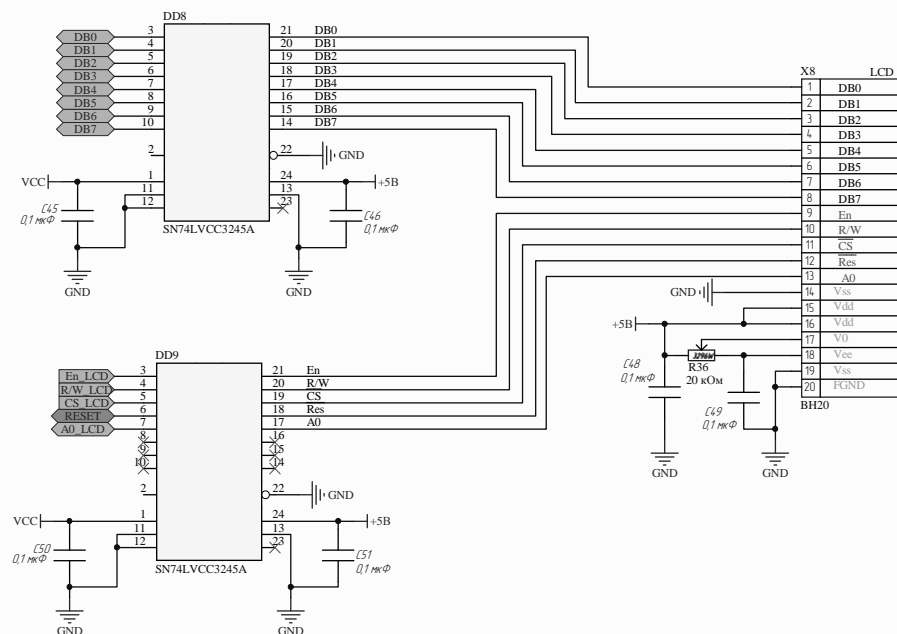 DD8
DB0 3 21 DB0
DB1 4 20 DB1
DB2 5 19 DB2
DB3 6 18 DB3
DB4 7 17 DB4
DB5 8 16 DB5
DB6 9 15 DB6
DB7 10 14 DB7
2 22 GND
VCC 1 24 +5В
11 13
12 23
C45
0,1 мкФ
C46
0,1 мкФ
SN74LVCC3245A
GND
GND
X8 LCD
1 DB0
2 DB1
3 DB2
4 DB3
5 DB4
6 DB5
7 DB6
8 DB7
9 En
10 R/W
11 CS
12 Res
13 A0
GND 14 Vss
15 Vdd
+5В 16 Vdd
17 V0
18 Vee
19 Vss
20 FGND
BH20
3296W
R36
20 кОм
C48
0,1 мкФ
C49
0,1 мкФ
GND
GND
DD9
En_LCD 3 21 En
R/W_LCD 4 20 R/W
CS_LCD 5 19 CS
RESET 6 18 Res
A0_LCD 7 17 A0
8 16
9 15
10 14
2 22 GND
VCC 1 24 +5В
11 13
12 23
C50
0,1 мкФ
C51
0,1 мкФ
SN74LVCC3245A
GND
GND